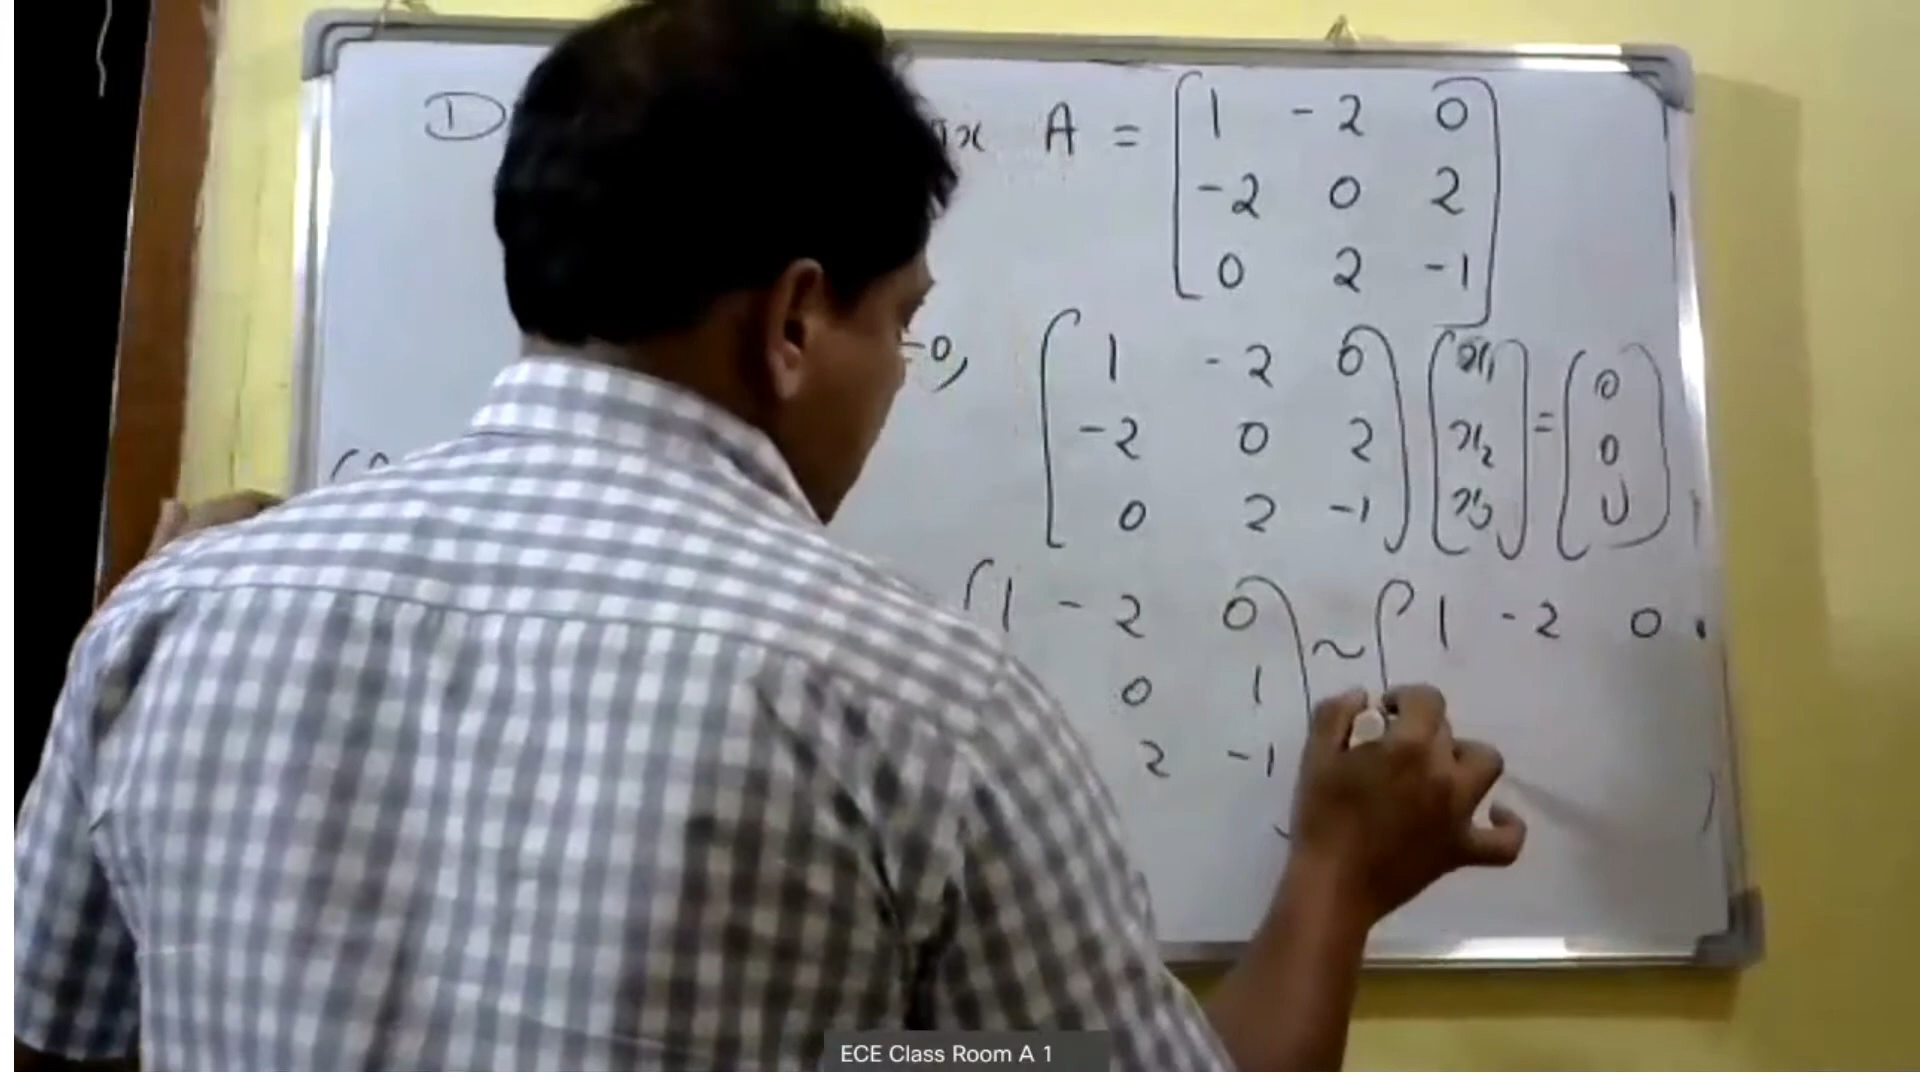 A = [ 1 -2 0
-2 0 2
0 2 -1 ]
0, [ 1 -2 0
-2 0 2
0 2 -1 ] [ x1
x2
x3 ] = [ 0
0
0 ]
[ 1 -2 0
0 1
2 -1 ] ~ [ 1 -2 0
ECE Class Room A 1